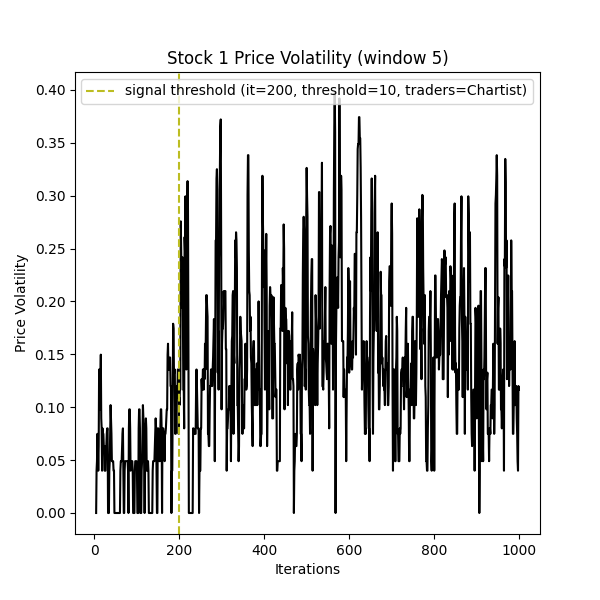 Stock 1 Price Volatility (window 5)
signal threshold (it=200, threshold=10, traders=Chartist)
0.40
0.35
0.30
0.25
0.20
0.15
0.10
0.05
0.00
Price Volatility
0 200 400 600 800 1000
Iterations